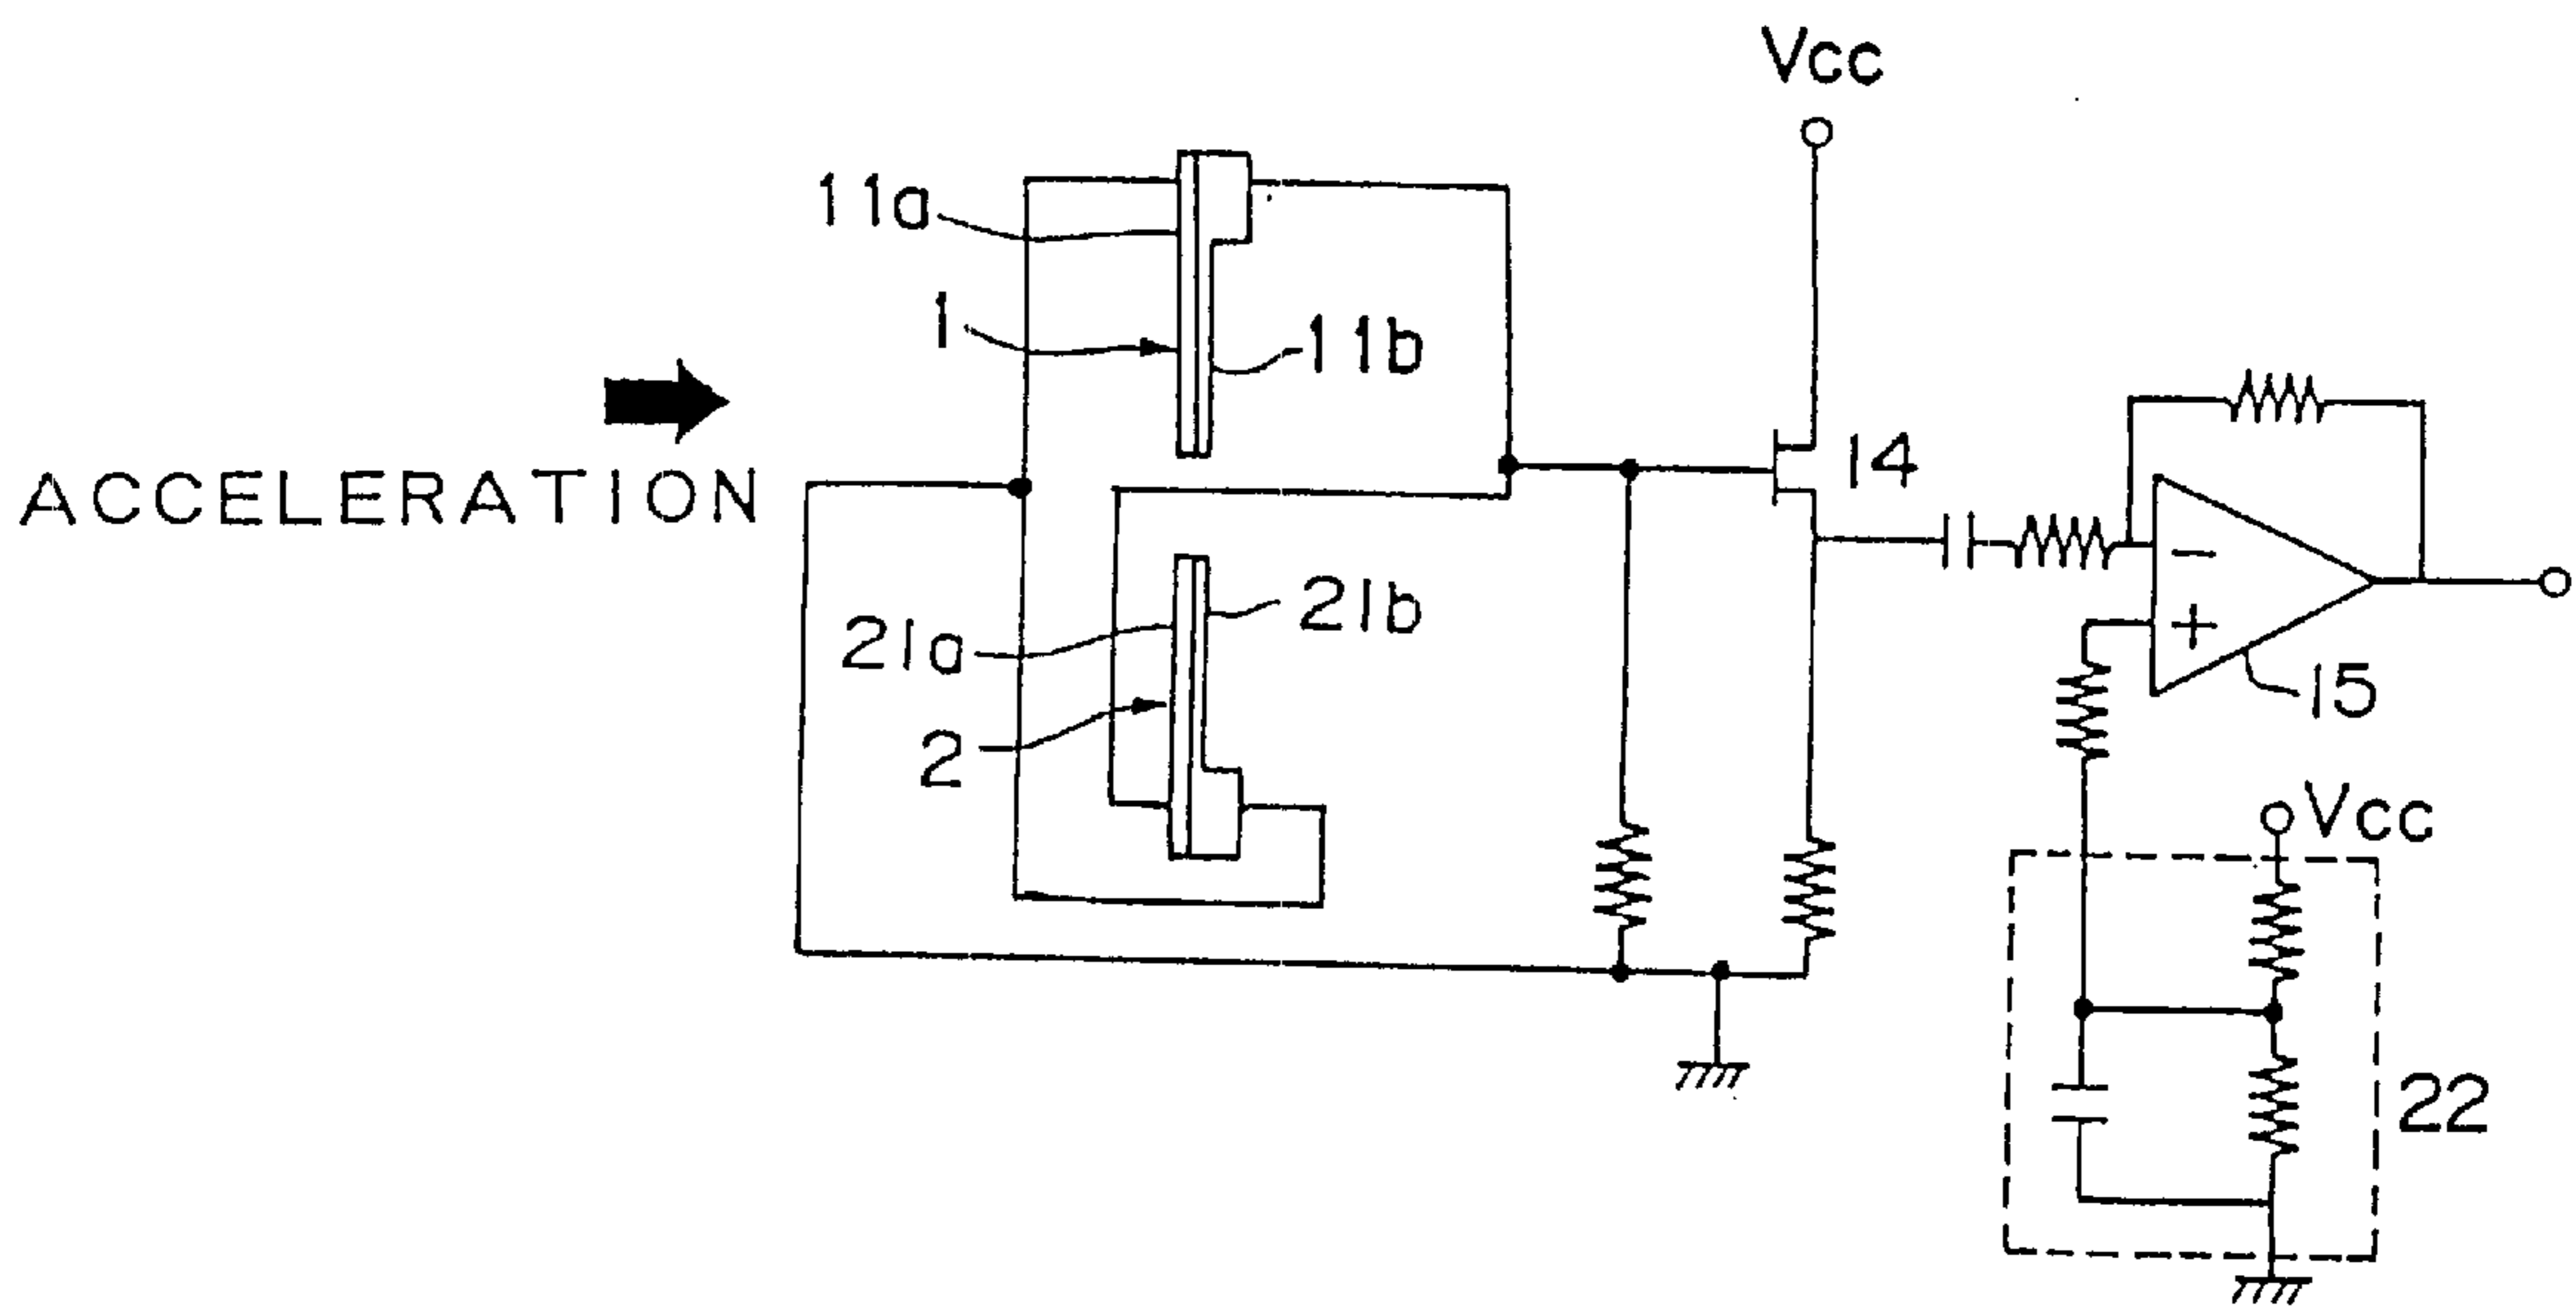 Vcc
11a
1
11b
ACCELERATION
14
21a
21b
2
−
+
15
Vcc
22